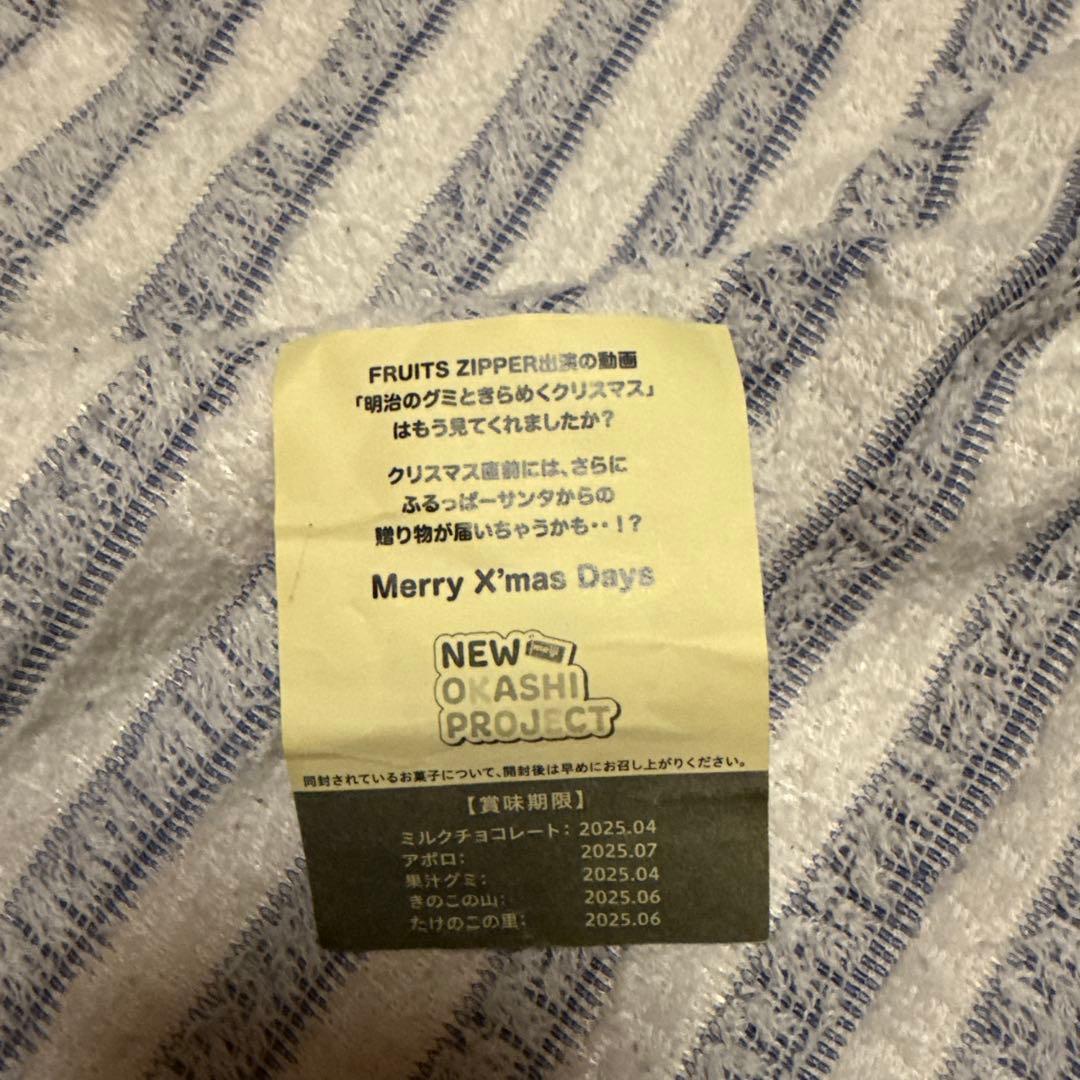 FRUITS ZIPPER出演の動画
「明治のグミときらめくクリスマス」
はもう見てくれましたか?
クリスマス直前には、さらに
ふるっぱーサンタからの
贈り物が届いちゃうかも‥!?
Merry X'mas Days
NEW meiji
OKASHI
PROJECT
同封されているお菓子について、開封後は早めにお召し上がりください。
【賞味期限】
ミルクチョコレート: 2025.04
アポロ: 2025.07
果汁グミ: 2025.04
きのこの山: 2025.06
たけのこの里: 2025.06